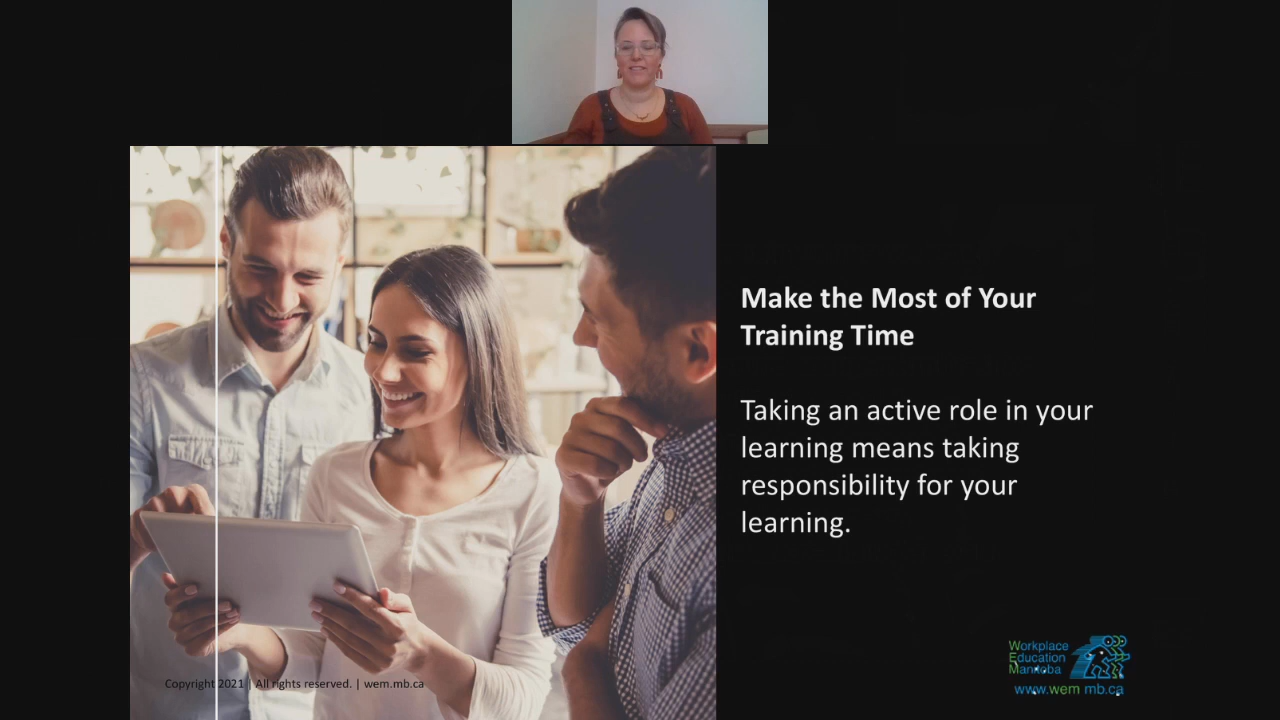 Make the Most of Your
Training Time
Taking an active role in your
learning means taking
responsibility for your
learning.
Copyright 2021 | All rights reserved. | wem.mb.ca
Workplace
Education
Manitoba
www.wem.mb.ca